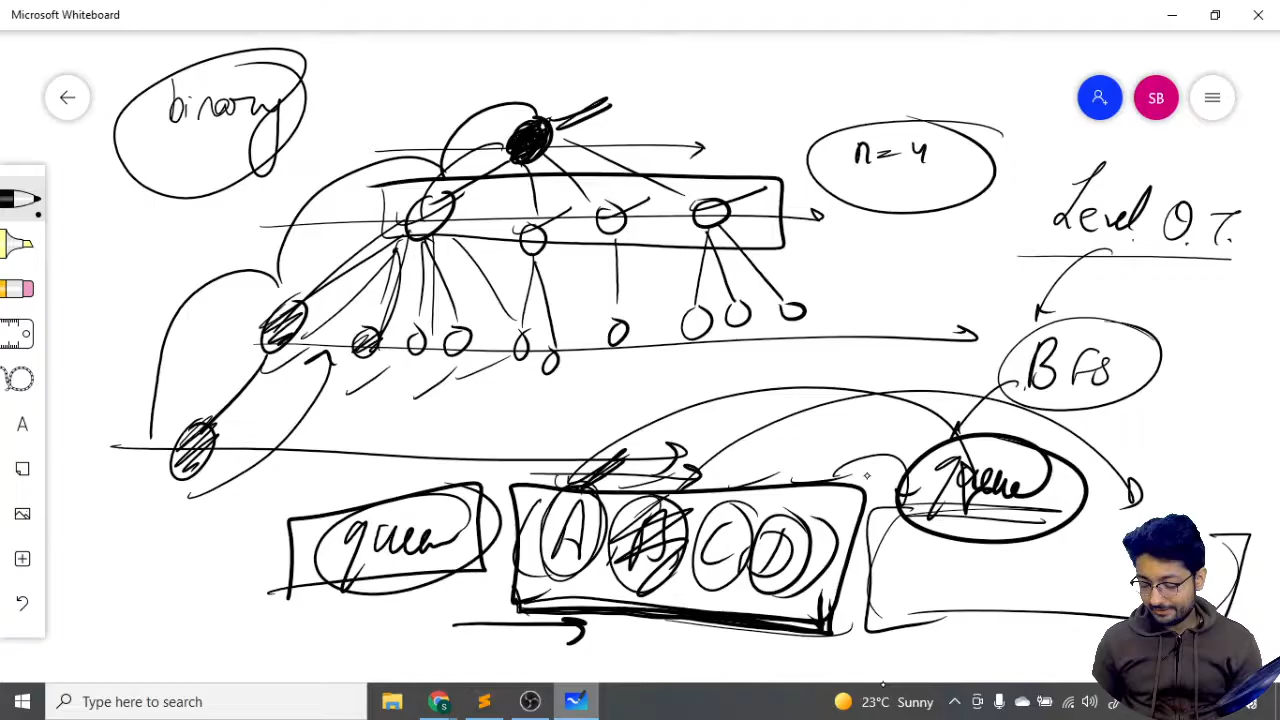 Microsoft Whiteboard
binary
n = 4
SB
Level O.T.
BFS
queue
queue
A
C
D
A
Type here to search
S
23°C Sunny